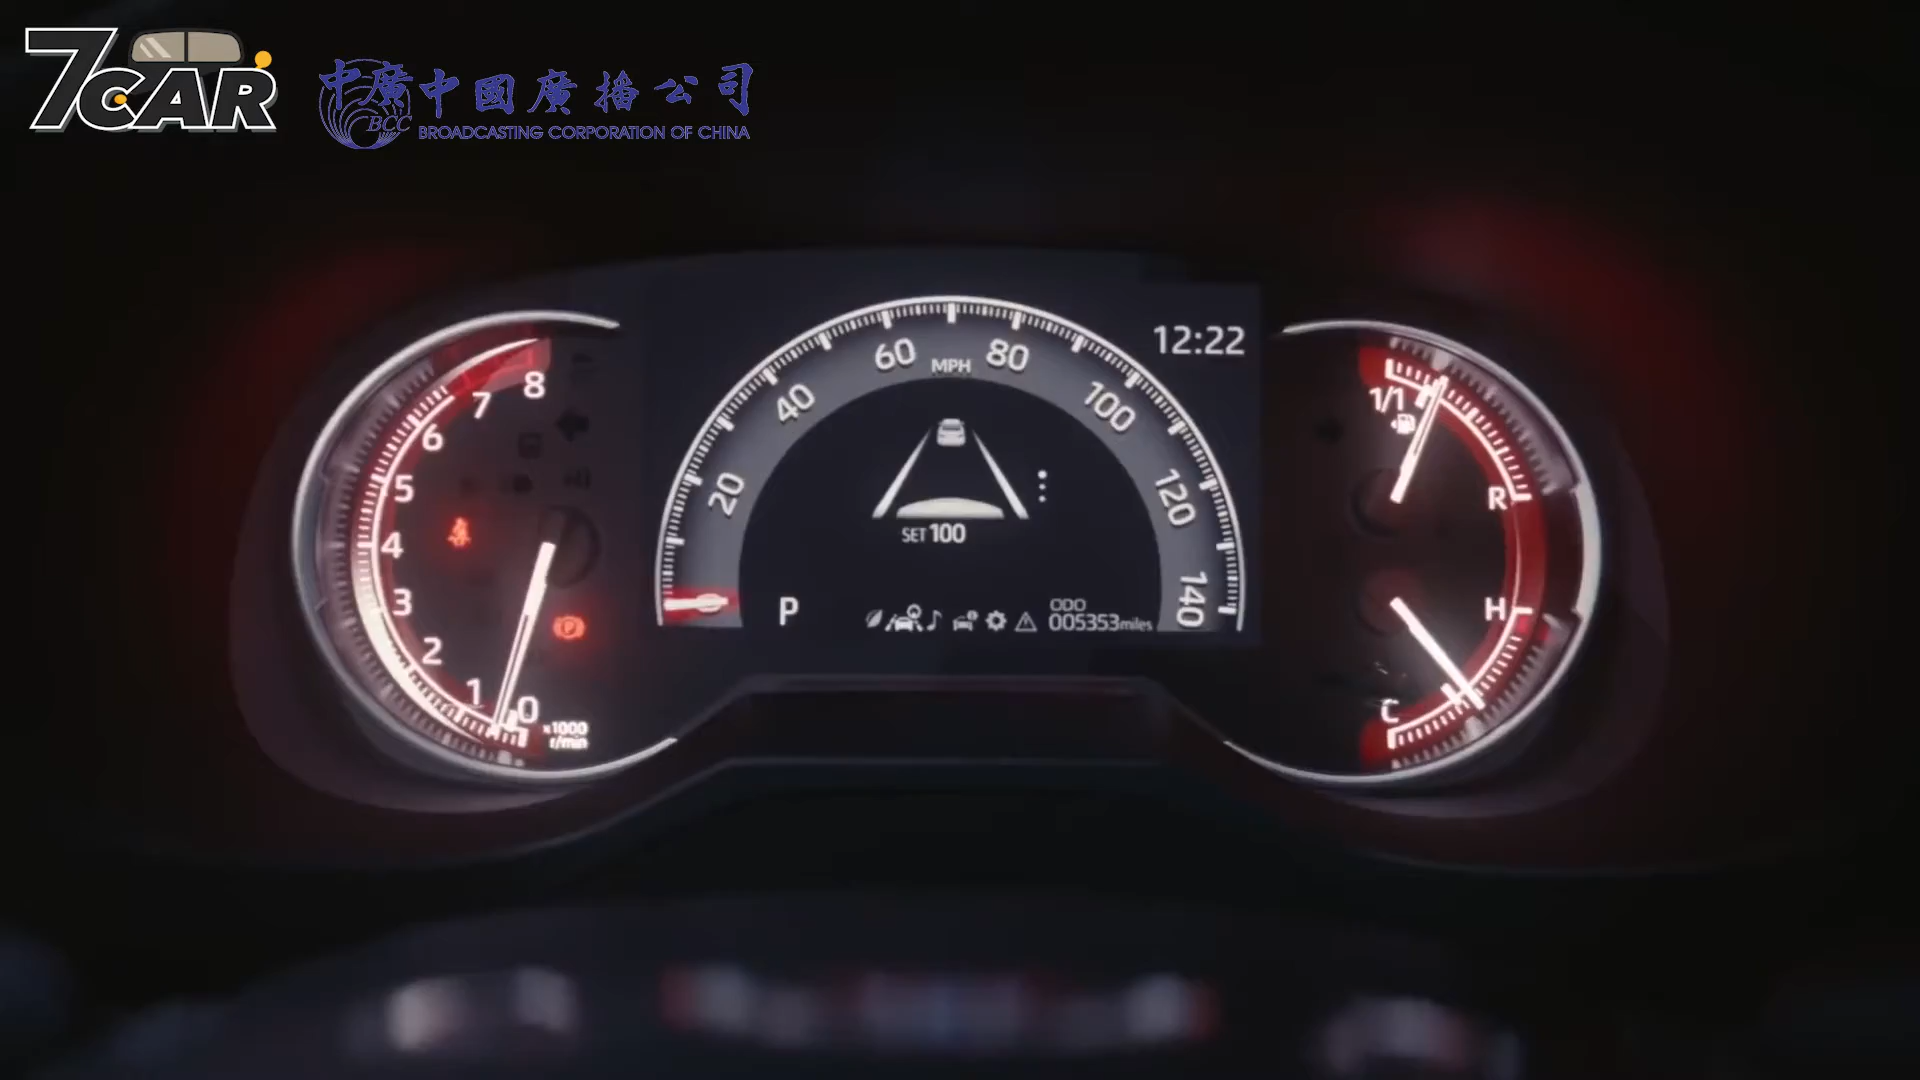 7CAR
中廣 中國廣播公司
BCC BROADCASTING CORPORATION OF CHINA
8
7
6
5
4
3
2
1
0
x1000
r/min
12:22
20
40
60
80
100
120
140
MPH
SET 100
P
ODO
005353miles
1/1
R
H
C